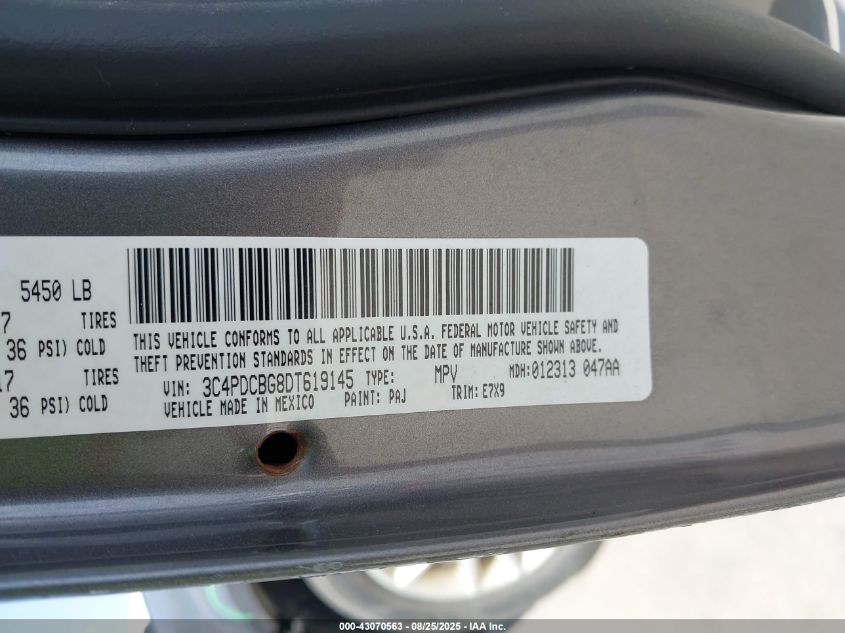 5450 LB
7 TIRES
36 PSI) COLD
17 TIRES
36 PSI) COLD
THIS VEHICLE CONFORMS TO ALL APPLICABLE U.S.A. FEDERAL MOTOR VEHICLE SAFETY AND
THEFT PREVENTION STANDARDS IN EFFECT ON THE DATE OF MANUFACTURE SHOWN ABOVE.
VIN: 3C4PDCBG8DT619145 TYPE: MPV MDH:012313 047AA
VEHICLE MADE IN MEXICO PAINT: PAJ TRIM: E7X9
000-43070563 - 08/25/2025 - IAA Inc.